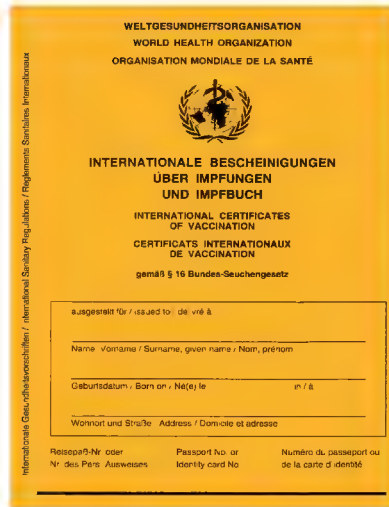 WELTGESUNDHEITSORGANISATION
WORLD HEALTH ORGANIZATION
ORGANISATION MONDIALE DE LA SANTÉ
INTERNATIONALE BESCHEINIGUNGEN
ÜBER IMPFUNGEN
UND IMPFBUCH
INTERNATIONAL CERTIFICATES
OF VACCINATION
CERTIFICATS INTERNATIONAUX
DE VACCINATION
gemäß § 16 Bundes-Seuchengesetz
ausgestellt für / issued to / délivré à
Name, Vorname / Surname, given name / Nom, prénom
Geburtsdatum / Born on / Né(e) le in / à
Wohnort und Straße / Address / Domicile et adresse
Reisepaß-Nr. oder Passport No. or Numéro du passeport ou
Nr. des Pers. Ausweises Identity card No. de la carte d'identité
Internationale Gesundheitsvorschriften / International Sanitary Regulations / Règlements Sanitaires Internationaux